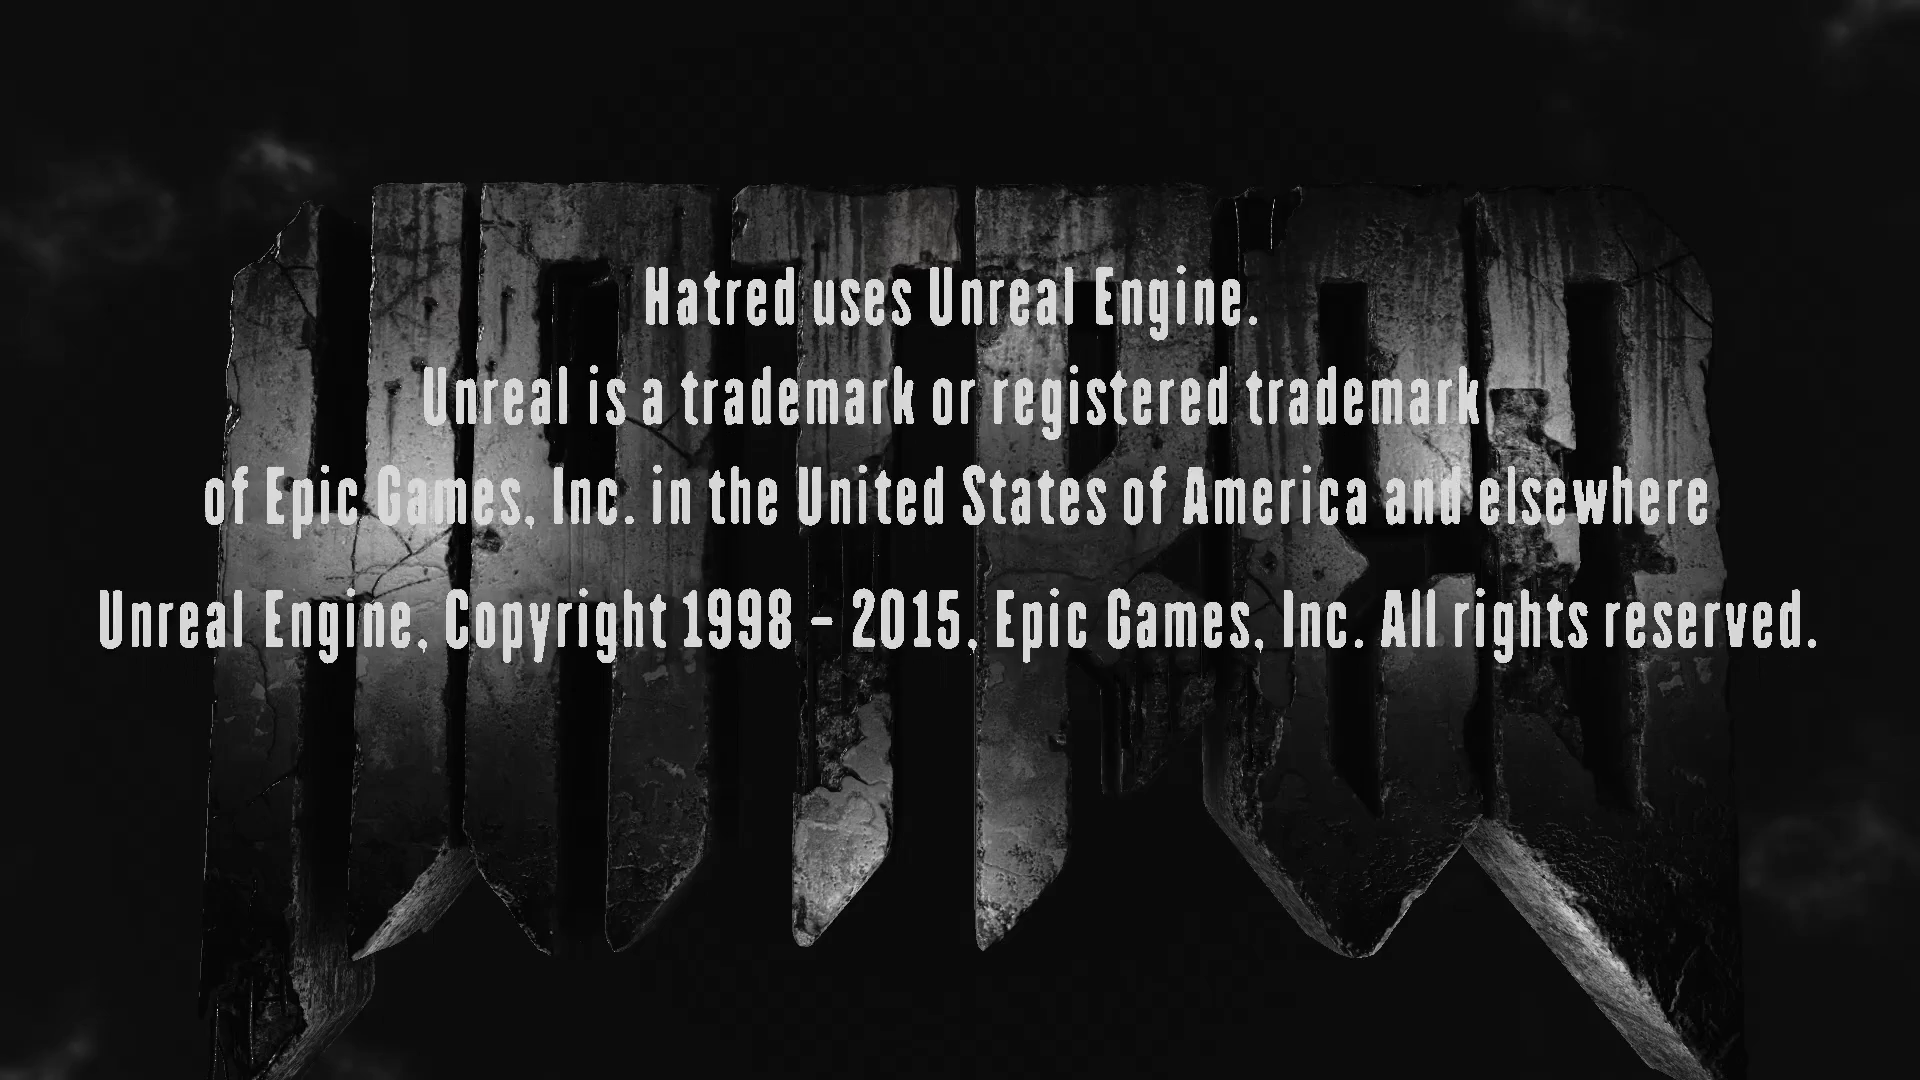 HATRED
Hatred uses Unreal Engine.
Unreal is a trademark or registered trademark
of Epic Games, Inc. in the United States of America and elsewhere
Unreal Engine, Copyright 1998 – 2015, Epic Games, Inc. All rights reserved.